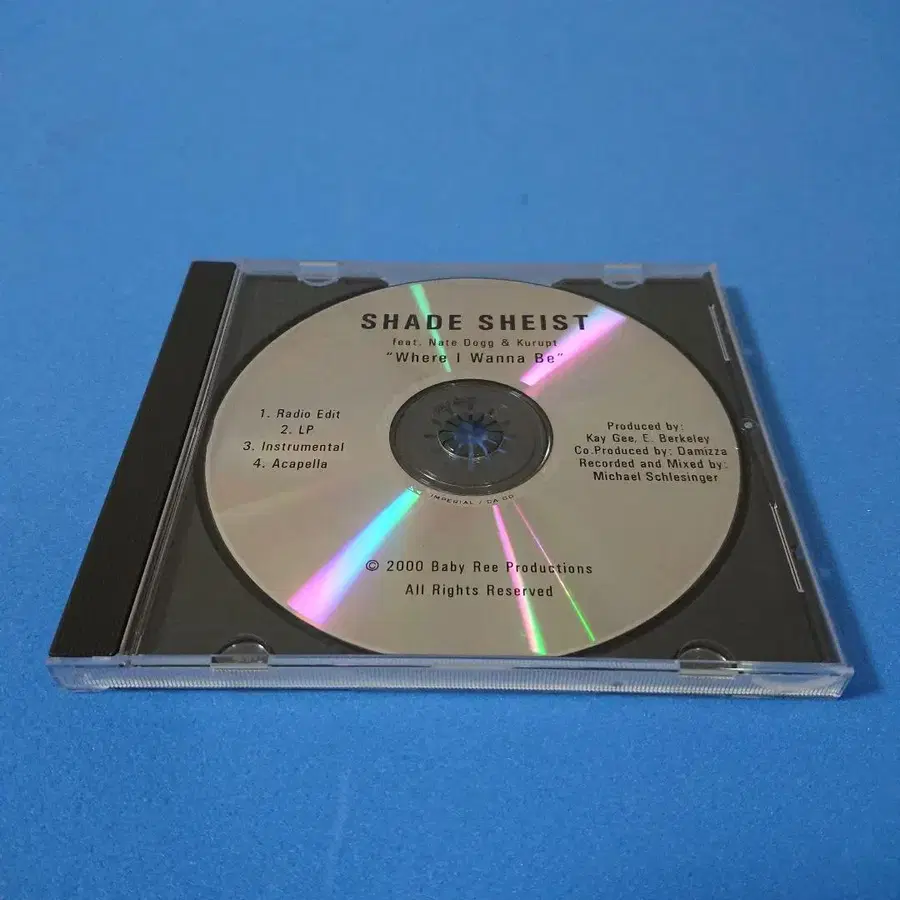 SHADE SHEIST
feat. Nate Dogg & Kurupt
"Where I Wanna Be"
1. Radio Edit
2. LP
3. Instrumental
4. Acapella
Produced by:
Kay Gee, E. Berkeley
Co.Produced by: Damizza
Recorded and Mixed by:
Michael Schlesinger
IMPERIAL / CA
© 2000 Baby Ree Productions
All Rights Reserved